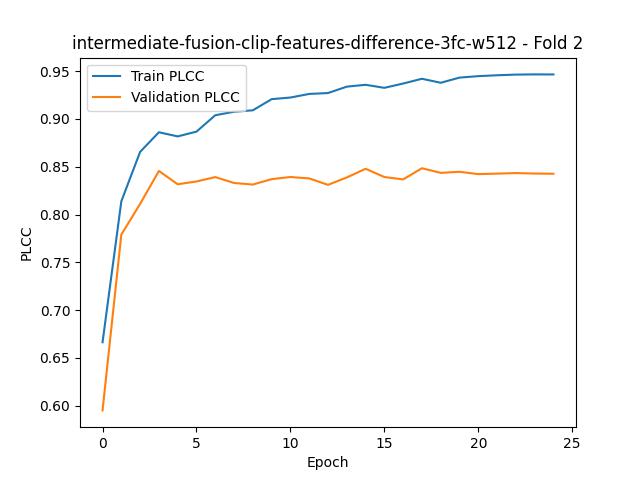 intermediate-fusion-clip-features-difference-3fc-w512 - Fold 2
Train PLCC
Validation PLCC
PLCC
0.95
0.90
0.85
0.80
0.75
0.70
0.65
0.60
0 5 10 15 20 25
Epoch